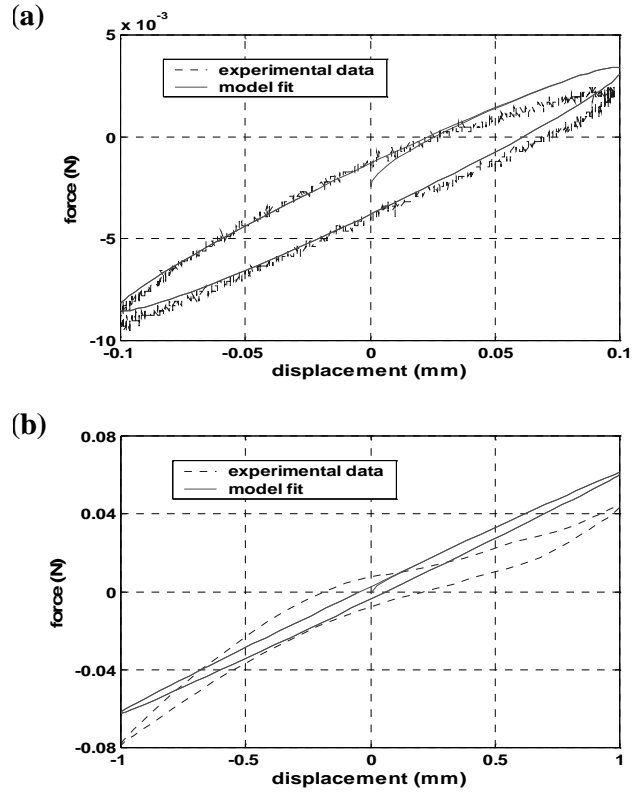 (a)
x 10-3
5
experimental data
model fit
0
-5
-10
force (N)
-0.1
-0.05
0
0.05
0.1
displacement (mm)
(b)
0.08
experimental data
model fit
0.04
0
-0.04
-0.08
force (N)
-1
-0.5
0
0.5
1
displacement (mm)